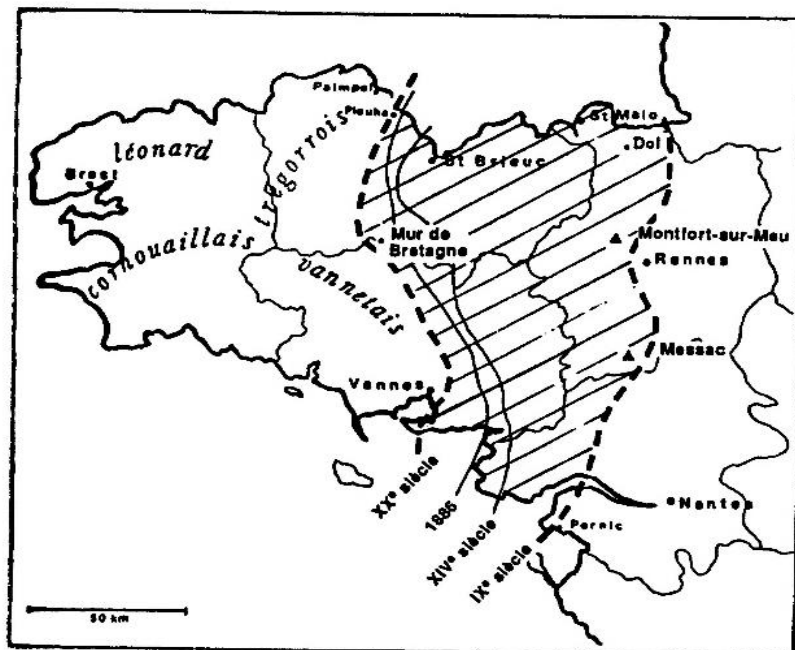 Paimpol
Plouha
St Malo
Dol
léonard
Brest
trégorrois
St Brieuc
Mur de
Bretagne
Montfort-sur-Meu
Rennes
cornouaillais
vannetais
Messac
Vannes
XXe siècle
1886
XIVe siècle
IXe siècle
Nantes
Pornic
50 km